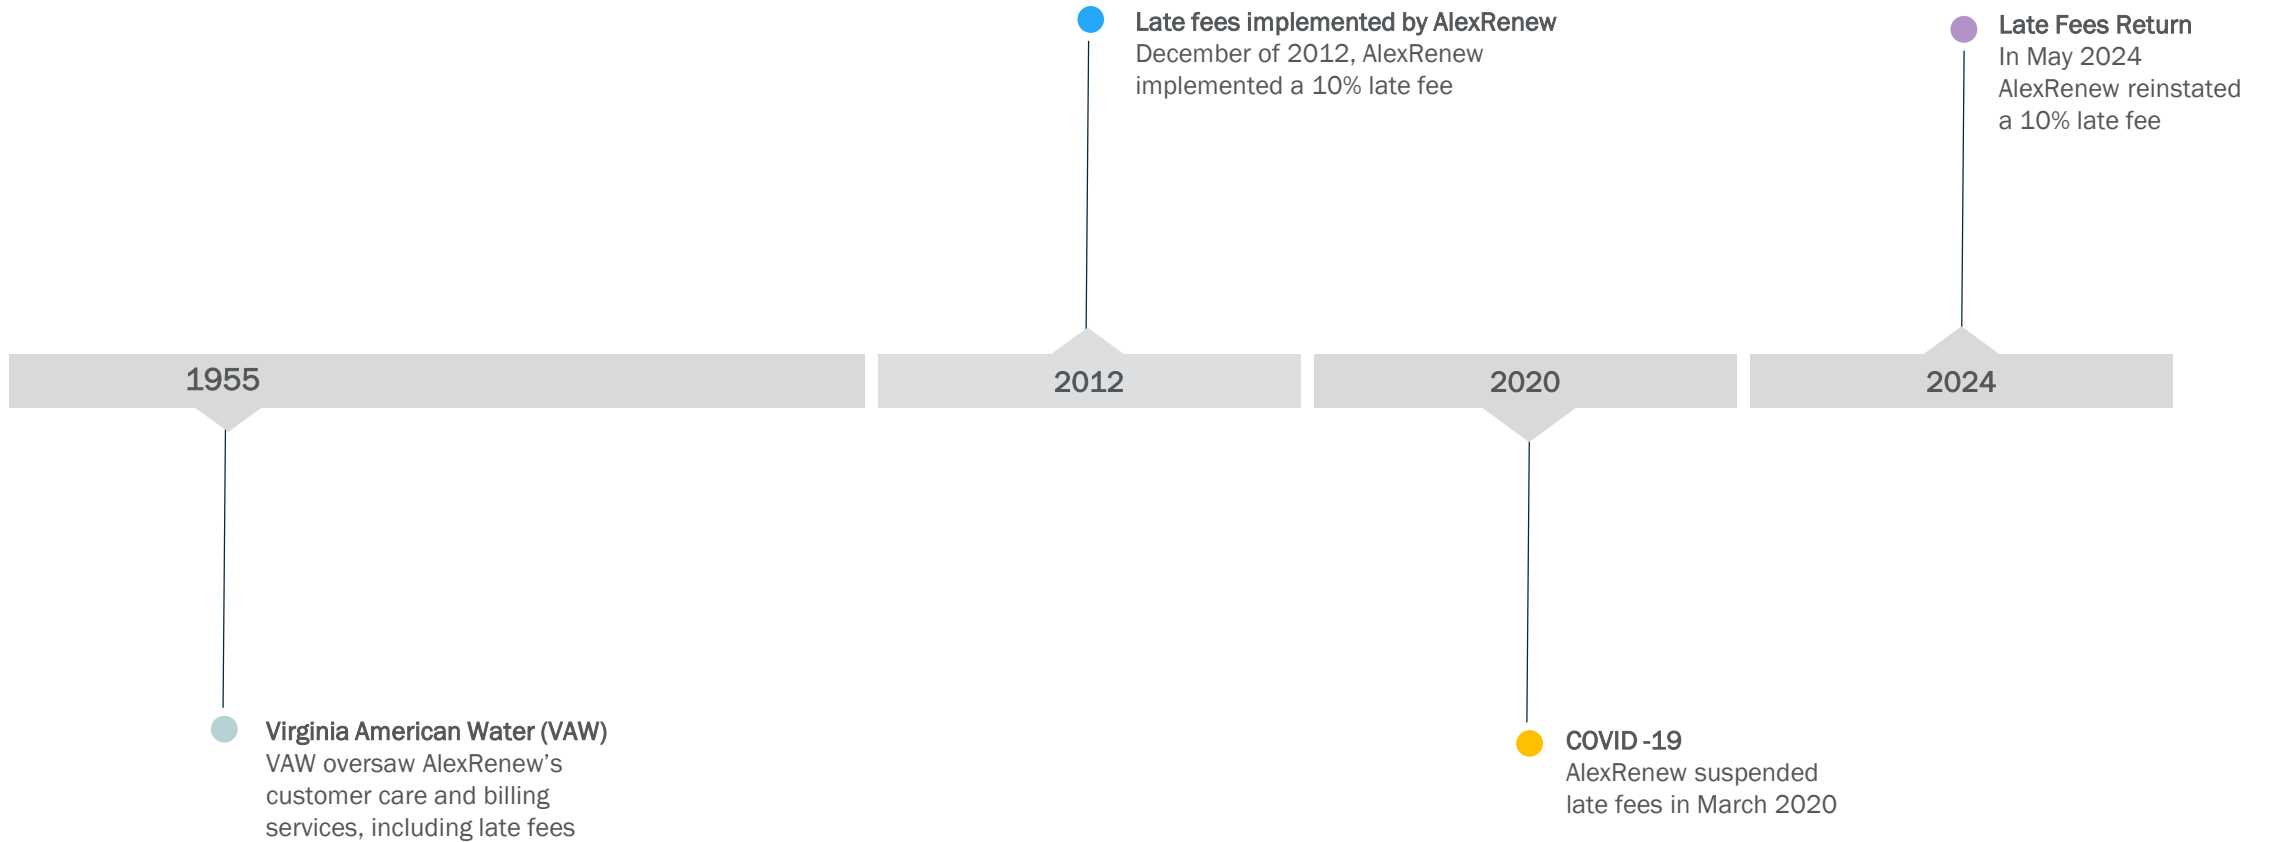 Late fees implemented by AlexRenew
December of 2012, AlexRenew
implemented a 10% late fee
Late Fees Return
In May 2024
AlexRenew reinstated
a 10% late fee
1955
2012
2020
2024
Virginia American Water (VAW)
VAW oversaw AlexRenew’s
customer care and billing
services, including late fees
COVID -19
AlexRenew suspended
late fees in March 2020